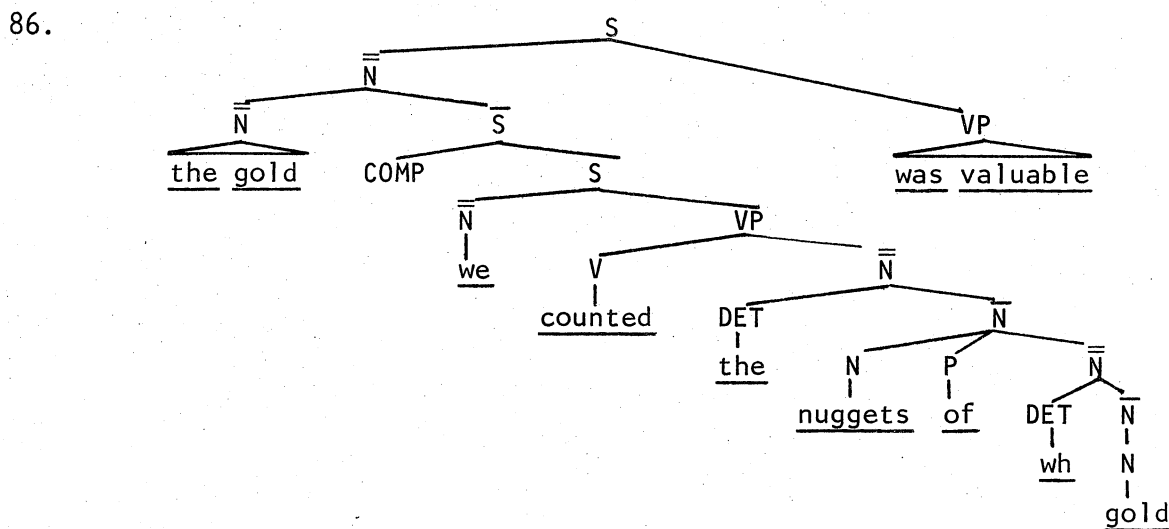 86.
S
N̿
N̿ S̄ VP
the gold COMP S was valuable
N̿ VP
we V N̿
counted DET N̄
the N P N̿
nuggets of DET N̄
wh N
gold